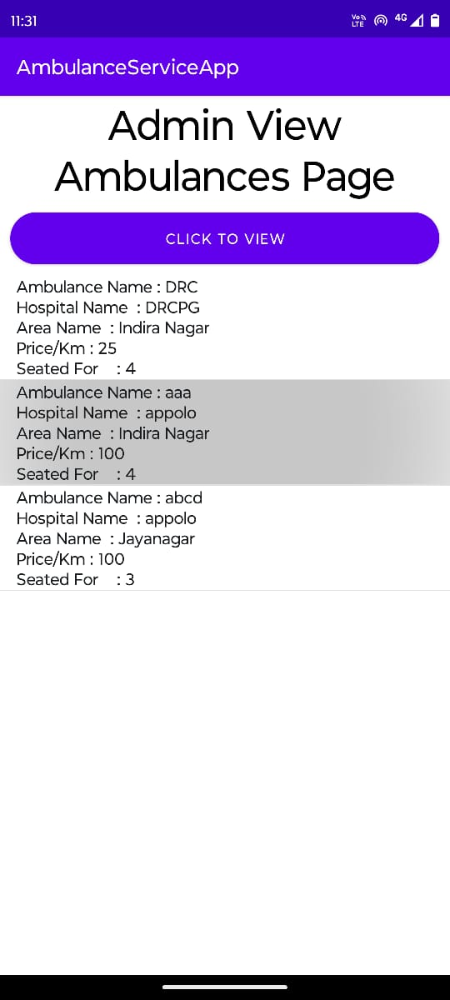 11:31
Vo LTE 4G
AmbulanceServiceApp
Admin View
Ambulances Page
CLICK TO VIEW
Ambulance Name : DRC
Hospital Name  : DRCPG
Area Name  : Indira Nagar
Price/Km : 25
Seated For    : 4
Ambulance Name : aaa
Hospital Name  : appolo
Area Name  : Indira Nagar
Price/Km : 100
Seated For    : 4
Ambulance Name : abcd
Hospital Name  : appolo
Area Name  : Jayanagar
Price/Km : 100
Seated For    : 3